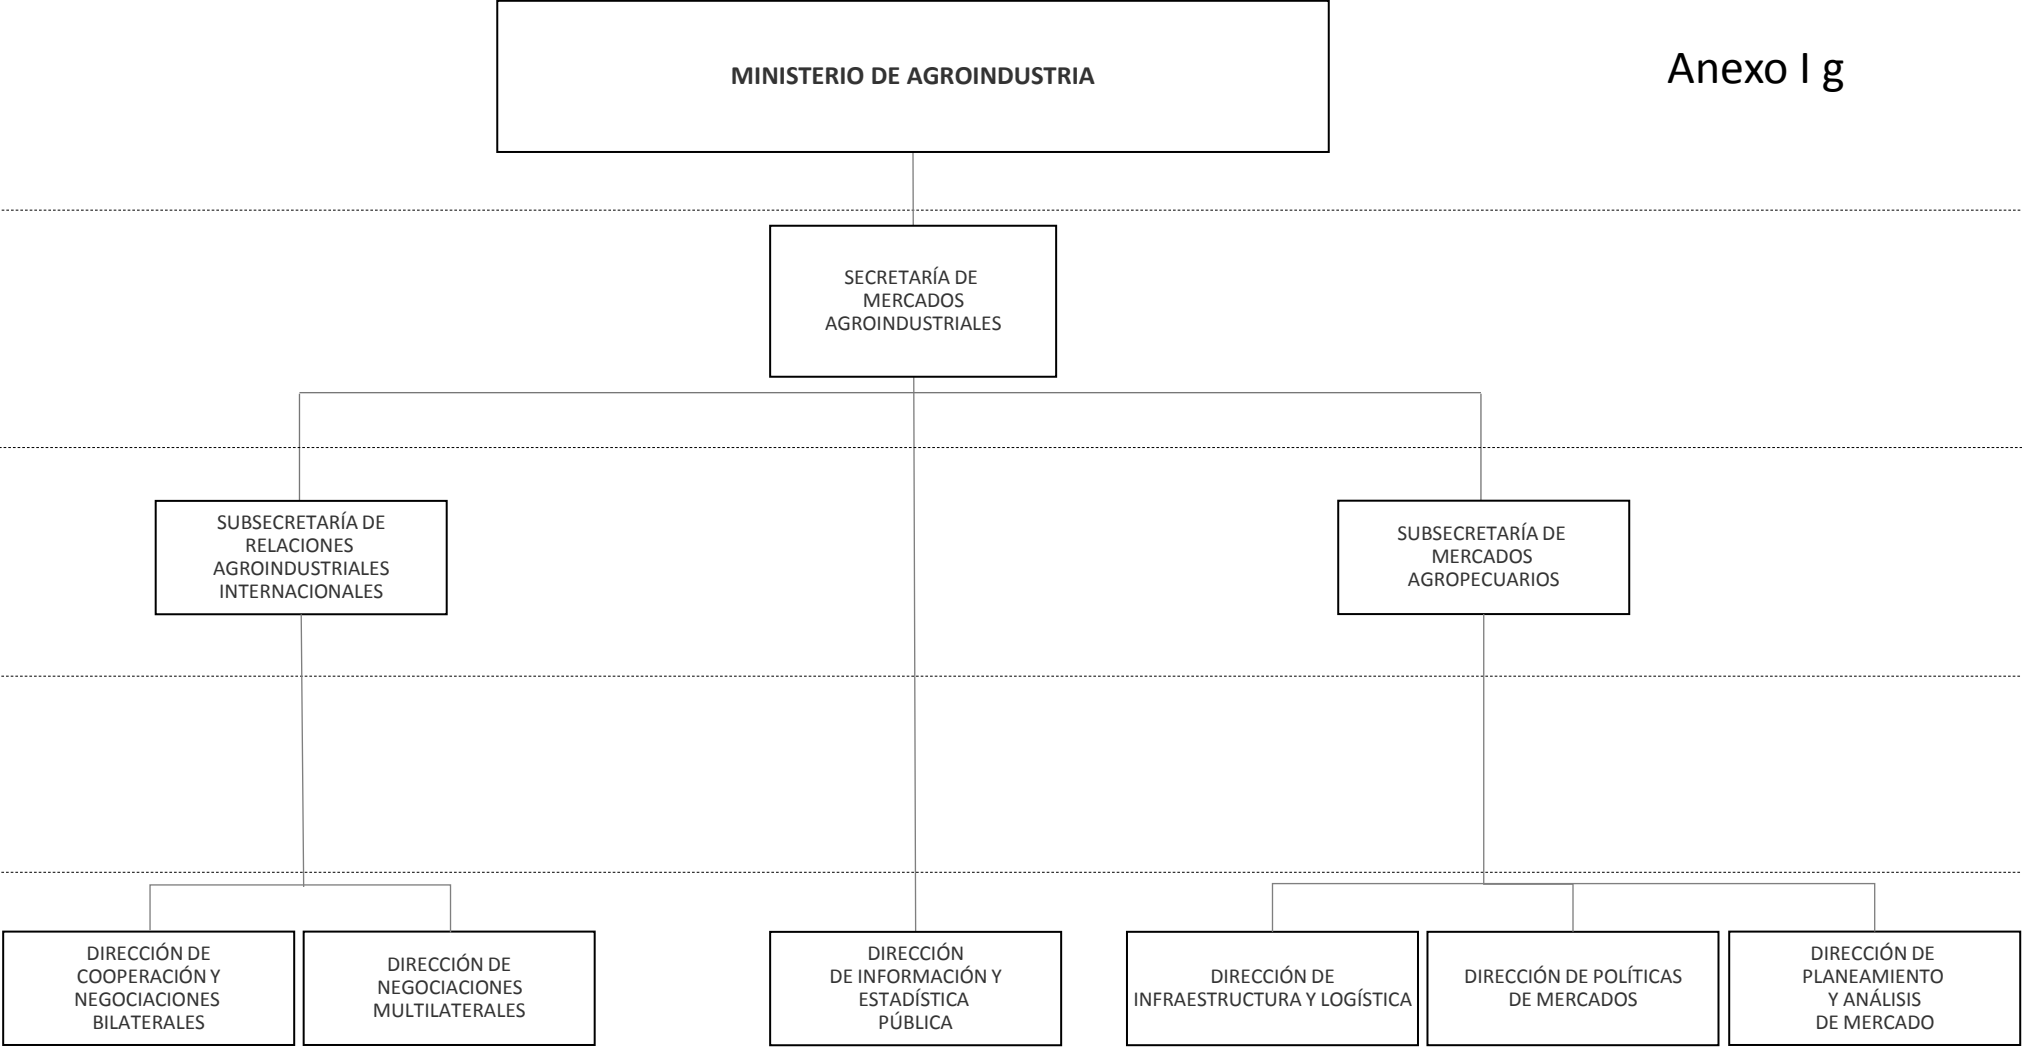 MINISTERIO DE AGROINDUSTRIA
Anexo I g
SECRETARÍA DE
MERCADOS
AGROINDUSTRIALES
SUBSECRETARÍA DE
RELACIONES
AGROINDUSTRIALES
INTERNACIONALES
SUBSECRETARÍA DE
MERCADOS
AGROPECUARIOS
DIRECCIÓN DE
COOPERACIÓN Y
NEGOCIACIONES
BILATERALES
DIRECCIÓN DE
NEGOCIACIONES
MULTILATERALES
DIRECCIÓN
DE INFORMACIÓN Y
ESTADÍSTICA
PÚBLICA
DIRECCIÓN DE
INFRAESTRUCTURA Y LOGÍSTICA
DIRECCIÓN DE POLÍTICAS
DE MERCADOS
DIRECCIÓN DE
PLANEAMIENTO
Y ANÁLISIS
DE MERCADO